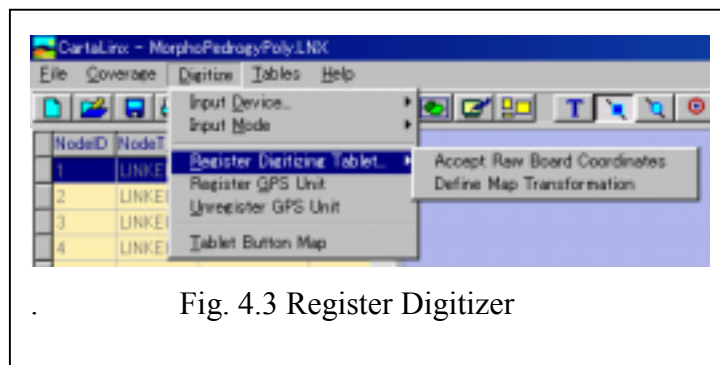 CartaLinx - MorphoPedrogyPoly.LNX
File Coverage Digitize Tables Help
Input Device..
Input Mode
T
NodeID NodeT
Register Digitizing Tablet.. Accept Raw Board Coordinates
1 LINKE
Register GPS Unit Define Map Transformation
2 LINKE
Unregister GPS Unit
3 LINKE
4 LINKE
Tablet Button Map
. Fig. 4.3 Register Digitizer